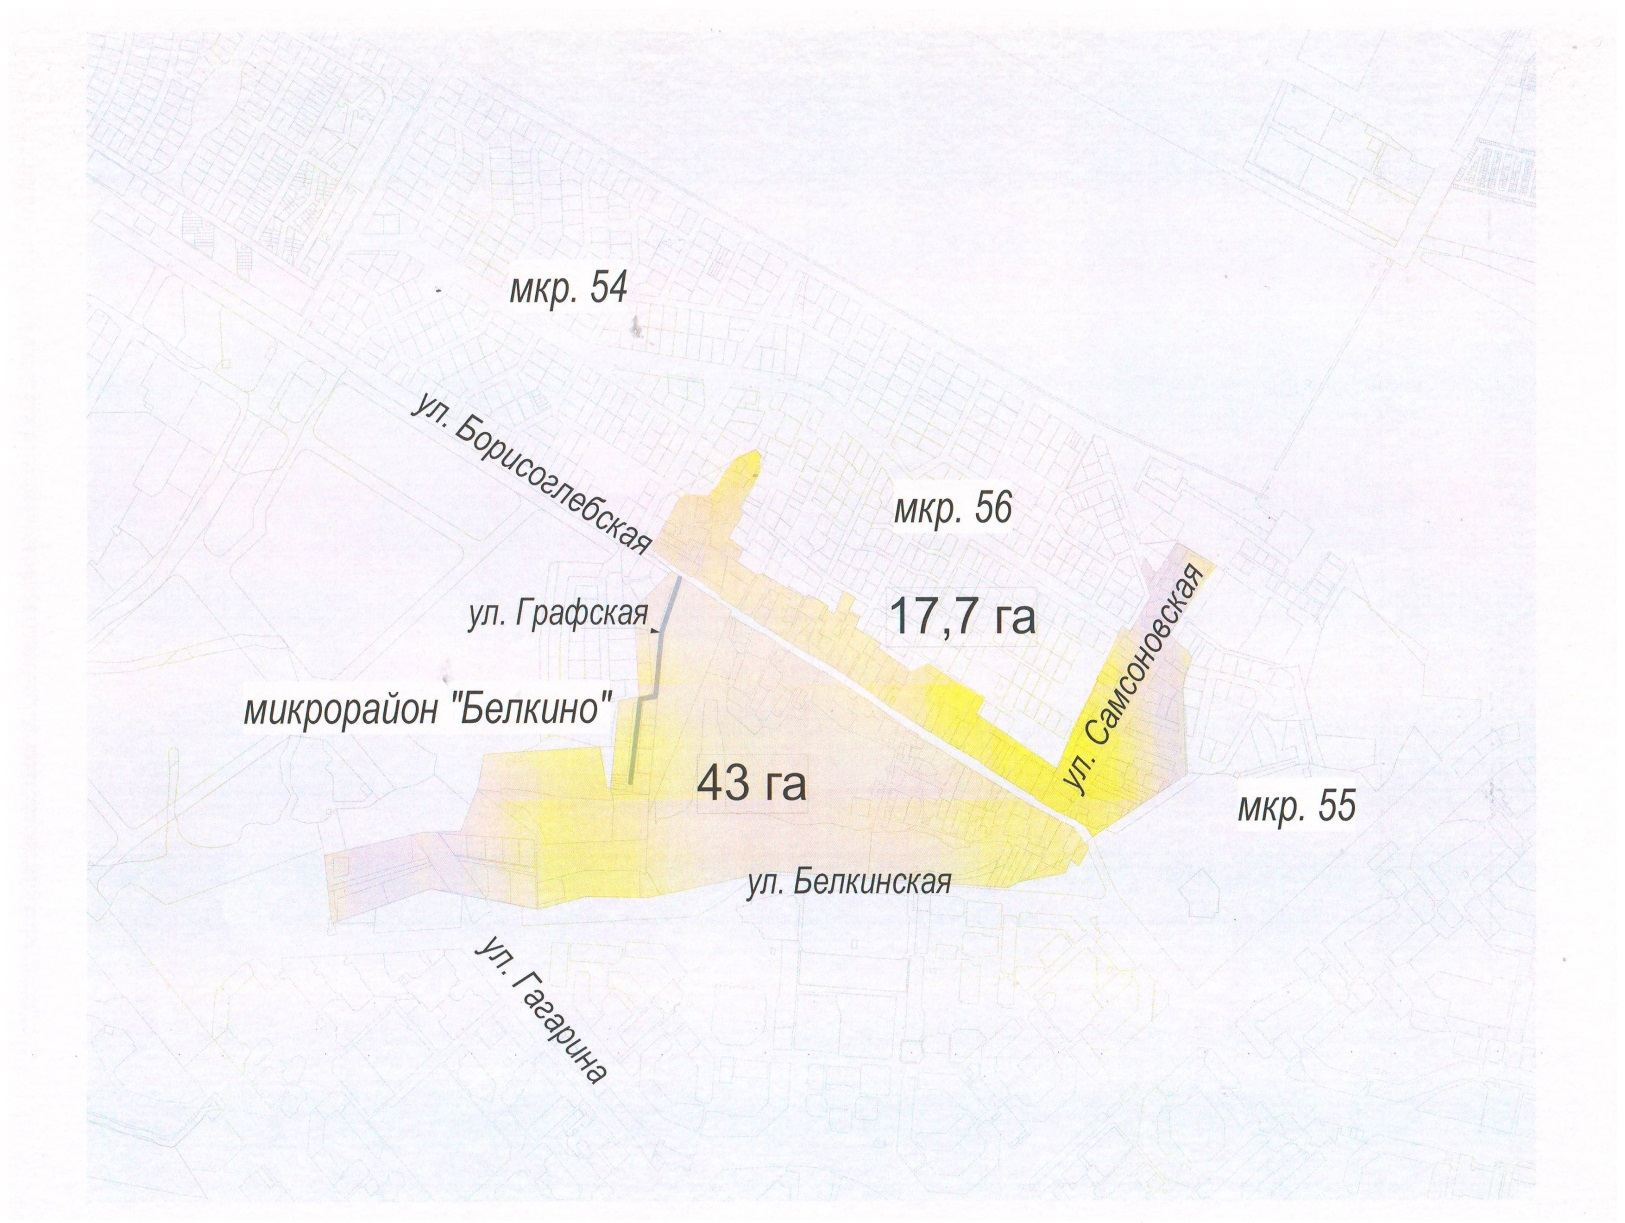 мкр. 54
ул. Борисоглебская
мкр. 56
ул. Графская
17,7 га
ул. Самсоновская
микрорайон "Белкино"
43 га
мкр. 55
ул. Белкинская
ул. Гагарина